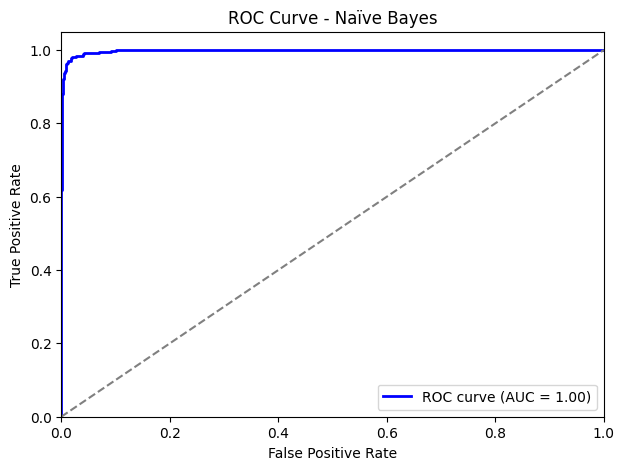 ROC Curve - Naïve Bayes
True Positive Rate
1.0
0.8
0.6
0.4
0.2
0.0
ROC curve (AUC = 1.00)
0.0 0.2 0.4 0.6 0.8 1.0
False Positive Rate